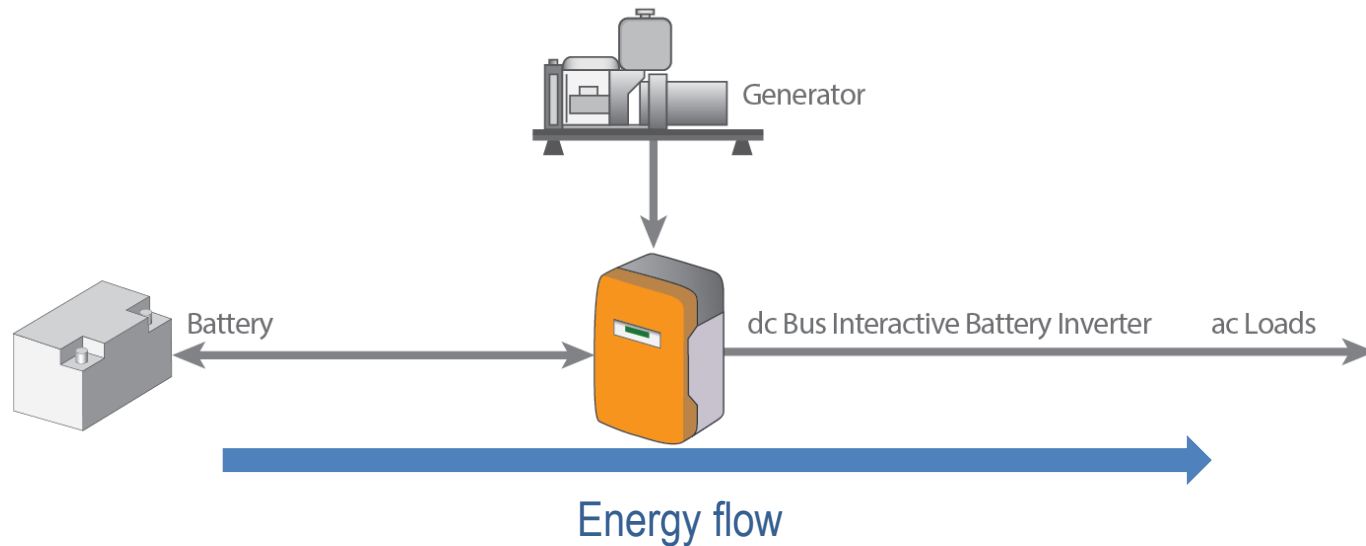 Generator
Battery
dc Bus Interactive Battery Inverter
ac Loads
Energy flow